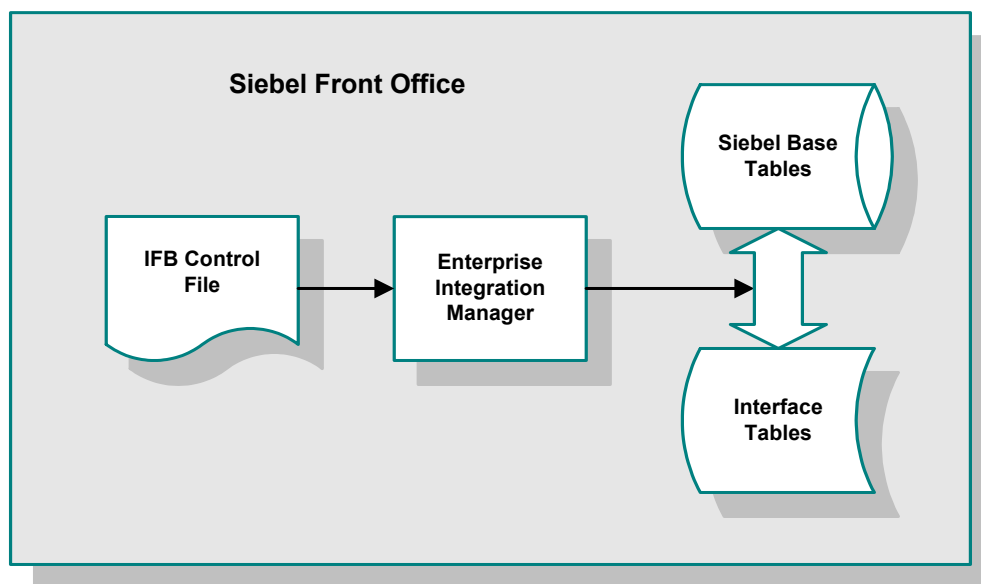 Siebel Front Office
Siebel Base
Tables
IFB Control
File
Enterprise
Integration
Manager
Interface
Tables